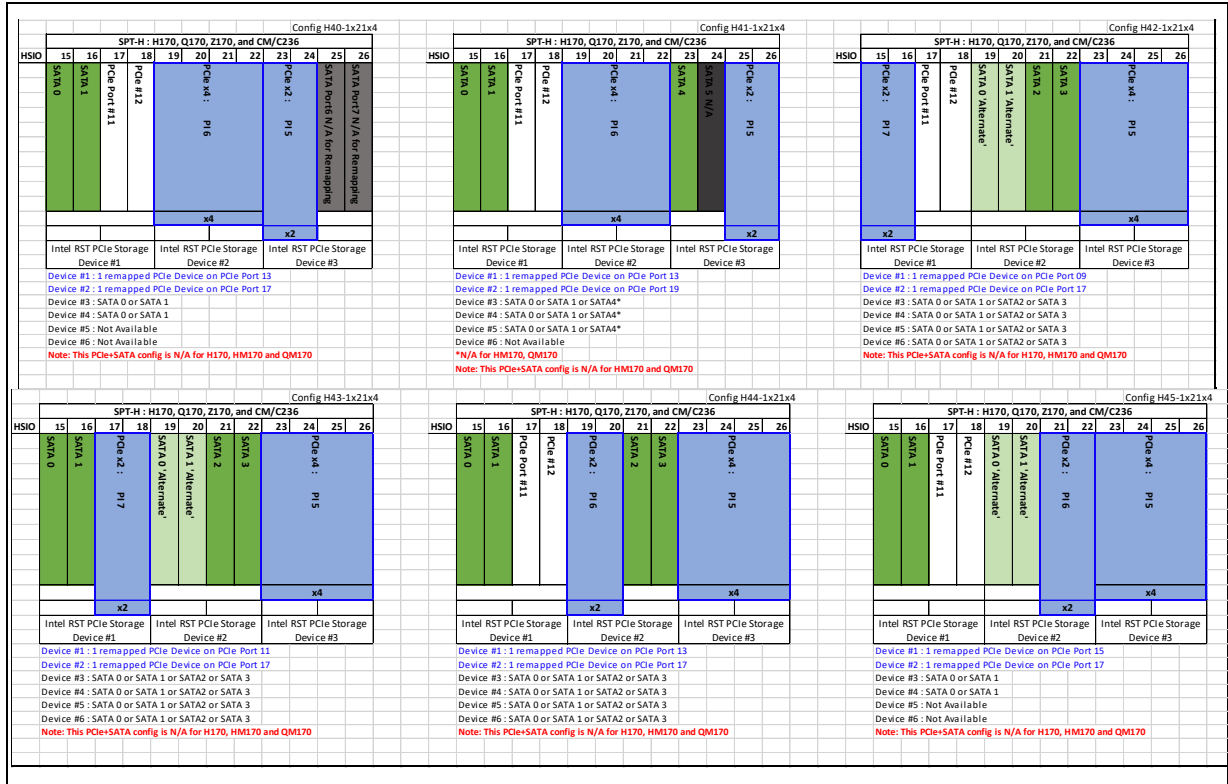 Config H40-1x21x4
SPT-H : H170, Q170, Z170, and CM/C236
HSIO 15 16 17 18 19 20 21 22 23 24 25 26
SATA 0
SATA 1
PCIe Port #11
PCIe #12
PCIe x4 : PI 6
PCIe x2 : PI 5
SATA Port6 N/A for Remapping
SATA Port7 N/A for Remapping
x4
x2
Intel RST PCIe Storage Intel RST PCIe Storage Intel RST PCIe Storage
Device #1 Device #2 Device #3
Device #1 : 1 remapped PCIe Device on PCIe Port 13
Device #2 : 1 remapped PCIe Device on PCIe Port 17
Device #3 : SATA 0 or SATA 1
Device #4 : SATA 0 or SATA 1
Device #5 : Not Available
Device #6 : Not Available
Note: This PCIe+SATA config is N/A for H170, HM170 and QM170
Config H41-1x21x4
SPT-H : H170, Q170, Z170, and CM/C236
HSIO 15 16 17 18 19 20 21 22 23 24 25 26
SATA 0
SATA 1
PCIe Port #11
PCIe #12
PCIe x4 : PI 6
SATA 4
SATA 5 N/A
PCIe x2 : PI 5
x4
x2
Intel RST PCIe Storage Intel RST PCIe Storage Intel RST PCIe Storage
Device #1 Device #2 Device #3
Device #1 : 1 remapped PCIe Device on PCIe Port 13
Device #2 : 1 remapped PCIe Device on PCIe Port 19
Device #3 : SATA 0 or SATA 1 or SATA4*
Device #4 : SATA 0 or SATA 1 or SATA4*
Device #5 : SATA 0 or SATA 1 or SATA4*
Device #6 : Not Available
*N/A for HM170, QM170
Note: This PCIe+SATA config is N/A for HM170 and QM170
Config H42-1x21x4
SPT-H : H170, Q170, Z170, and CM/C236
HSIO 15 16 17 18 19 20 21 22 23 24 25 26
PCIe x2 : PI 7
PCIe Port #11
PCIe #12
SATA 0 'Alternate'
SATA 1 'Alternate'
SATA 2
SATA 3
PCIe x4 : PI 5
x4
x2
Intel RST PCIe Storage Intel RST PCIe Storage Intel RST PCIe Storage
Device #1 Device #2 Device #3
Device #1 : 1 remapped PCIe Device on PCIe Port 09
Device #2 : 1 remapped PCIe Device on PCIe Port 17
Device #3 : SATA 0 or SATA 1 or SATA2 or SATA 3
Device #4 : SATA 0 or SATA 1 or SATA2 or SATA 3
Device #5 : SATA 0 or SATA 1 or SATA2 or SATA 3
Device #6 : SATA 0 or SATA 1 or SATA2 or SATA 3
Note: This PCIe+SATA config is N/A for H170, HM170 and QM170
Config H43-1x21x4
SPT-H : H170, Q170, Z170, and CM/C236
HSIO 15 16 17 18 19 20 21 22 23 24 25 26
SATA 0
SATA 1
PCIe x2 : PI 7
SATA 0 'Alternate'
SATA 1 'Alternate'
SATA 2
SATA 3
PCIe x4 : PI 5
x4
x2
Intel RST PCIe Storage Intel RST PCIe Storage Intel RST PCIe Storage
Device #1 Device #2 Device #3
Device #1 : 1 remapped PCIe Device on PCIe Port 11
Device #2 : 1 remapped PCIe Device on PCIe Port 17
Device #3 : SATA 0 or SATA 1 or SATA2 or SATA 3
Device #4 : SATA 0 or SATA 1 or SATA2 or SATA 3
Device #5 : SATA 0 or SATA 1 or SATA2 or SATA 3
Device #6 : SATA 0 or SATA 1 or SATA2 or SATA 3
Note: This PCIe+SATA config is N/A for H170, HM170 and QM170
Config H44-1x21x4
SPT-H : H170, Q170, Z170, and CM/C236
HSIO 15 16 17 18 19 20 21 22 23 24 25 26
SATA 0
SATA 1
PCIe Port #11
PCIe #12
PCIe x2 : PI 6
SATA 2
SATA 3
PCIe x4 : PI 5
x4
x2
Intel RST PCIe Storage Intel RST PCIe Storage Intel RST PCIe Storage
Device #1 Device #2 Device #3
Device #1 : 1 remapped PCIe Device on PCIe Port 13
Device #2 : 1 remapped PCIe Device on PCIe Port 17
Device #3 : SATA 0 or SATA 1 or SATA2 or SATA 3
Device #4 : SATA 0 or SATA 1 or SATA2 or SATA 3
Device #5 : SATA 0 or SATA 1 or SATA2 or SATA 3
Device #6 : SATA 0 or SATA 1 or SATA2 or SATA 3
Note: This PCIe+SATA config is N/A for H170, HM170 and QM170
Config H45-1x21x4
SPT-H : H170, Q170, Z170, and CM/C236
HSIO 15 16 17 18 19 20 21 22 23 24 25 26
SATA 0
SATA 1
PCIe Port #11
PCIe #12
SATA 0 'Alternate'
SATA 1 'Alternate'
PCIe x2 : PI 6
PCIe x4 : PI 5
x4
x2
Intel RST PCIe Storage Intel RST PCIe Storage Intel RST PCIe Storage
Device #1 Device #2 Device #3
Device #1 : 1 remapped PCIe Device on PCIe Port 15
Device #2 : 1 remapped PCIe Device on PCIe Port 17
Device #3 : SATA 0 or SATA 1
Device #4 : SATA 0 or SATA 1
Device #5 : Not Available
Device #6 : Not Available
Note: This PCIe+SATA config is N/A for H170, HM170 and QM170